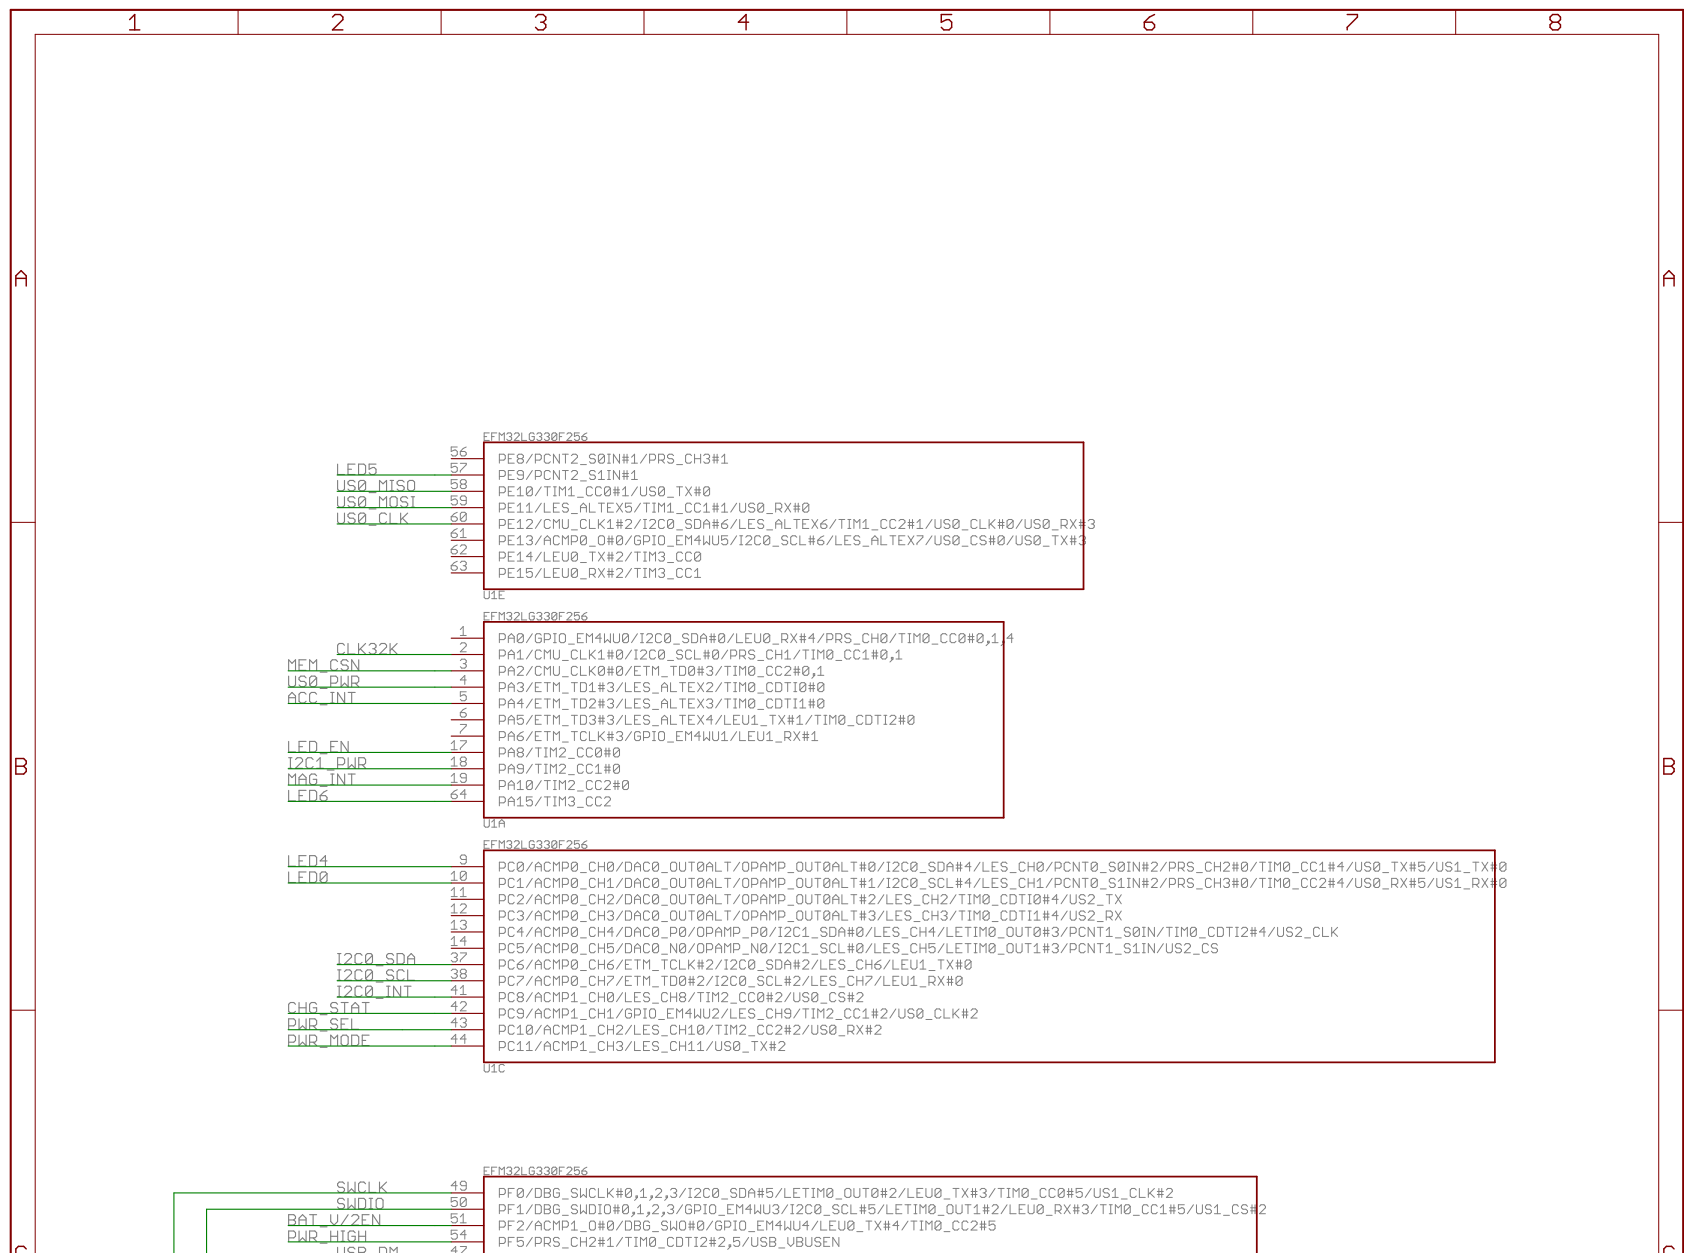 1 2 3 4 5 6 7 8
A A
EFM32LG330F256
56 PE8/PCNT2_S0IN#1/PRS_CH3#1
LED5 57 PE9/PCNT2_S1IN#1
US0_MISO 58 PE10/TIM1_CC0#1/US0_TX#0
US0_MOSI 59 PE11/LES_ALTEX5/TIM1_CC1#1/US0_RX#0
US0_CLK 60 PE12/CMU_CLK1#2/I2C0_SDA#6/LES_ALTEX6/TIM1_CC2#1/US0_CLK#0/US0_RX#3
61 PE13/ACMP0_O#0/GPIO_EM4WU5/I2C0_SCL#6/LES_ALTEX7/US0_CS#0/US0_TX#3
62 PE14/LEU0_TX#2/TIM3_CC0
63 PE15/LEU0_RX#2/TIM3_CC1
U1E
EFM32LG330F256
1 PA0/GPIO_EM4WU0/I2C0_SDA#0/LEU0_RX#4/PRS_CH0/TIM0_CC0#0,1,4
CLK32K 2 PA1/CMU_CLK1#0/I2C0_SCL#0/PRS_CH1/TIM0_CC1#0,1
MEM_CSN 3 PA2/CMU_CLK0#0/ETM_TD0#3/TIM0_CC2#0,1
US0_PWR 4 PA3/ETM_TD1#3/LES_ALTEX2/TIM0_CDTI0#0
ACC_INT 5 PA4/ETM_TD2#3/LES_ALTEX3/TIM0_CDTI1#0
6 PA5/ETM_TD3#3/LES_ALTEX4/LEU1_TX#1/TIM0_CDTI2#0
7 PA6/ETM_TCLK#3/GPIO_EM4WU1/LEU1_RX#1
LED_EN 17 PA8/TIM2_CC0#0
B I2C1_PWR 18 PA9/TIM2_CC1#0 B
MAG_INT 19 PA10/TIM2_CC2#0
LED6 64 PA15/TIM3_CC2
U1A
EFM32LG330F256
LED4 9 PC0/ACMP0_CH0/DAC0_OUT0ALT/OPAMP_OUT0ALT#0/I2C0_SDA#4/LES_CH0/PCNT0_S0IN#2/PRS_CH2#0/TIM0_CC1#4/US0_TX#5/US1_TX#0
LED0 10 PC1/ACMP0_CH1/DAC0_OUT0ALT/OPAMP_OUT0ALT#1/I2C0_SCL#4/LES_CH1/PCNT0_S1IN#2/PRS_CH3#0/TIM0_CC2#4/US0_RX#5/US1_RX#0
11 PC2/ACMP0_CH2/DAC0_OUT0ALT/OPAMP_OUT0ALT#2/LES_CH2/TIM0_CDTI0#4/US2_TX
12 PC3/ACMP0_CH3/DAC0_OUT0ALT/OPAMP_OUT0ALT#3/LES_CH3/TIM0_CDTI1#4/US2_RX
13 PC4/ACMP0_CH4/DAC0_P0/OPAMP_P0/I2C1_SDA#0/LES_CH4/LETIM0_OUT0#3/PCNT1_S0IN/TIM0_CDTI2#4/US2_CLK
14 PC5/ACMP0_CH5/DAC0_N0/OPAMP_N0/I2C1_SCL#0/LES_CH5/LETIM0_OUT1#3/PCNT1_S1IN/US2_CS
I2C0_SDA 37 PC6/ACMP0_CH6/ETM_TCLK#2/I2C0_SDA#2/LES_CH6/LEU1_TX#0
I2C0_SCL 38 PC7/ACMP0_CH7/ETM_TD0#2/I2C0_SCL#2/LES_CH7/LEU1_RX#0
I2C0_INT 41 PC8/ACMP1_CH0/LES_CH8/TIM2_CC0#2/US0_CS#2
CHG_STAT 42 PC9/ACMP1_CH1/GPIO_EM4WU2/LES_CH9/TIM2_CC1#2/US0_CLK#2
PWR_SEL 43 PC10/ACMP1_CH2/LES_CH10/TIM2_CC2#2/US0_RX#2
PWR_MODE 44 PC11/ACMP1_CH3/LES_CH11/US0_TX#2
U1C
EFM32LG330F256
SWCLK 49 PF0/DBG_SWCLK#0,1,2,3/I2C0_SDA#5/LETIM0_OUT0#2/LEU0_TX#3/TIM0_CC0#5/US1_CLK#2
SWDIO 50 PF1/DBG_SWDIO#0,1,2,3/GPIO_EM4WU3/I2C0_SCL#5/LETIM0_OUT1#2/LEU0_RX#3/TIM0_CC1#5/US1_CS#2
BAT_V/2EN 51 PF2/ACMP1_O#0/DBG_SWO#0/GPIO_EM4WU4/LEU0_TX#4/TIM0_CC2#5
PWR_HIGH 54 PF5/PRS_CH2#1/TIM0_CDTI2#2,5/USB_VBUSEN
C USB_DM 47 C